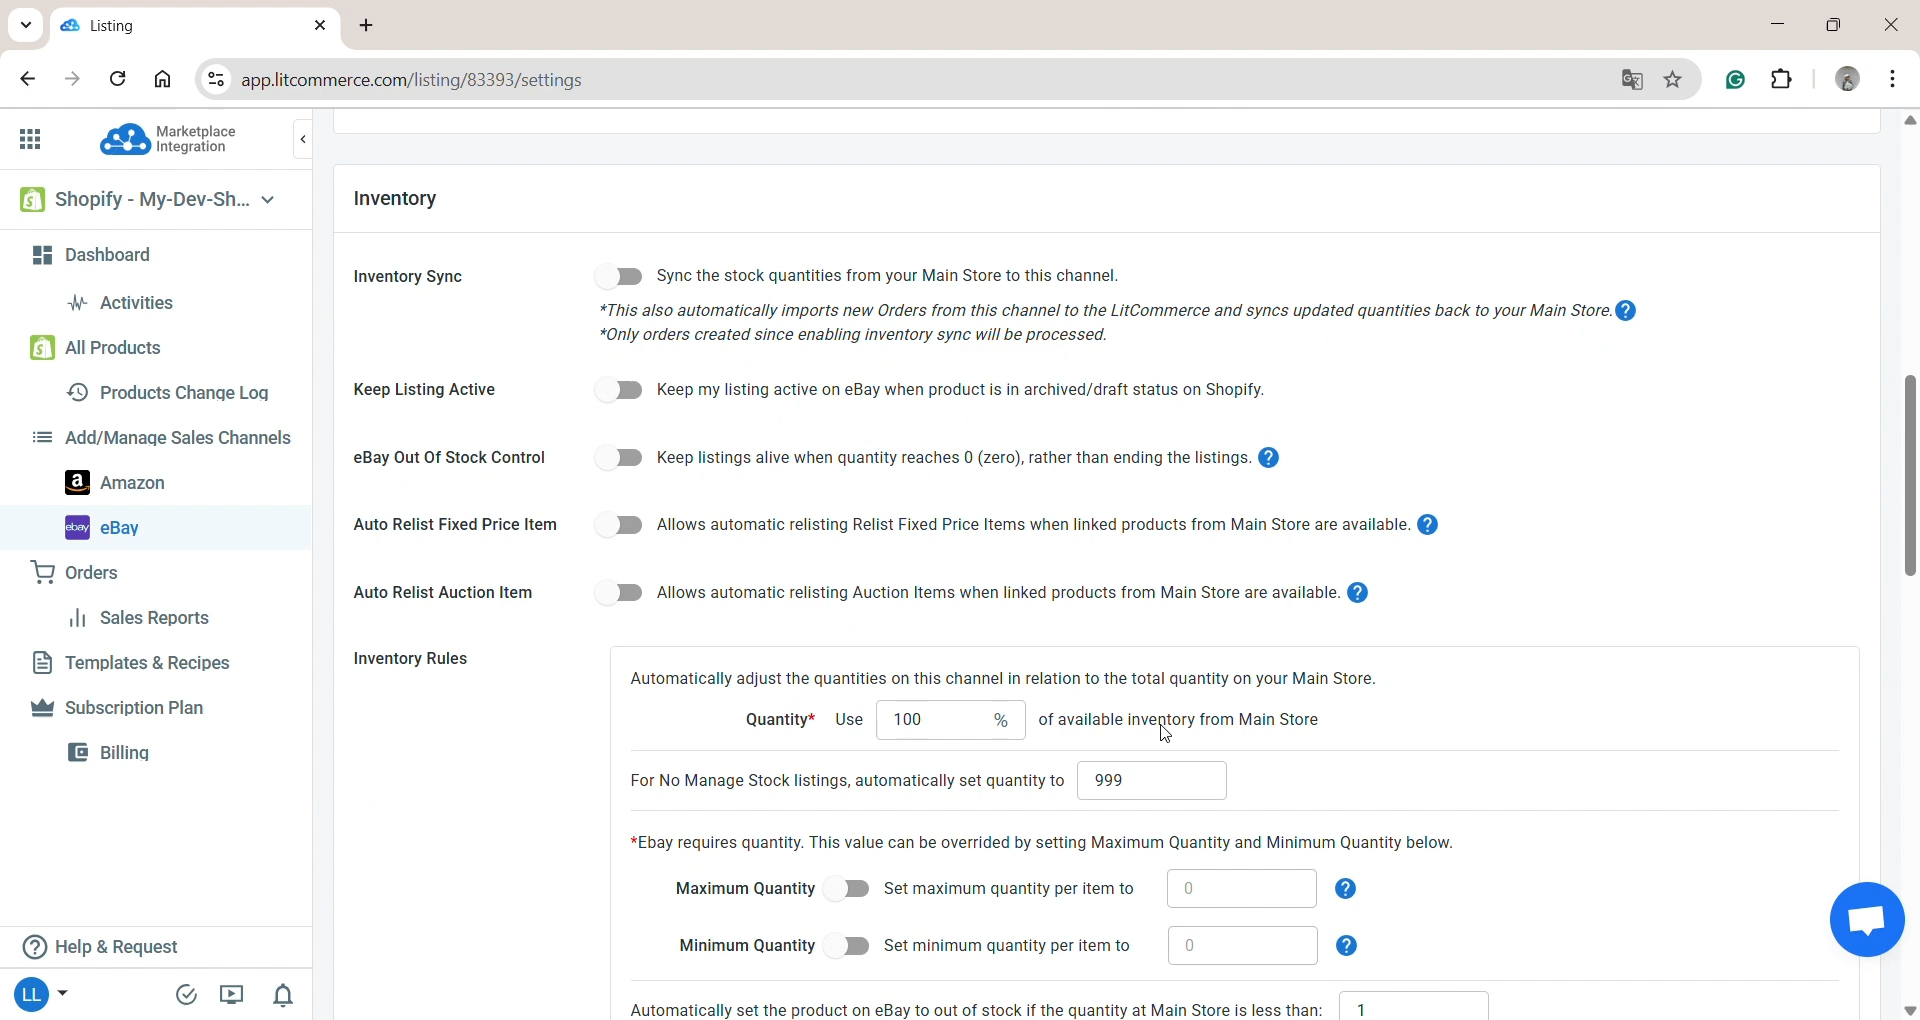 Listing
app.litcommerce.com/listing/83393/settings
Marketplace
Integration
Shopify - My-Dev-Sh...
Dashboard
Activities
All Products
Products Change Log
Add/Manage Sales Channels
Amazon
eBay
Orders
Sales Reports
Templates & Recipes
Subscription Plan
Billing
Help & Request
LL
Inventory
Inventory Sync
Sync the stock quantities from your Main Store to this channel.
*This also automatically imports new Orders from this channel to the LitCommerce and syncs updated quantities back to your Main Store.
*Only orders created since enabling inventory sync will be processed.
Keep Listing Active
Keep my listing active on eBay when product is in archived/draft status on Shopify.
eBay Out Of Stock Control
Keep listings alive when quantity reaches 0 (zero), rather than ending the listings.
Auto Relist Fixed Price Item
Allows automatic relisting Relist Fixed Price Items when linked products from Main Store are available.
Auto Relist Auction Item
Allows automatic relisting Auction Items when linked products from Main Store are available.
Inventory Rules
Automatically adjust the quantities on this channel in relation to the total quantity on your Main Store.
Quantity* Use 100 % of available inventory from Main Store
For No Manage Stock listings, automatically set quantity to 999
*Ebay requires quantity. This value can be overrided by setting Maximum Quantity and Minimum Quantity below.
Maximum Quantity Set maximum quantity per item to 0
Minimum Quantity Set minimum quantity per item to 0
Automatically set the product on eBay to out of stock if the quantity at Main Store is less than: 1